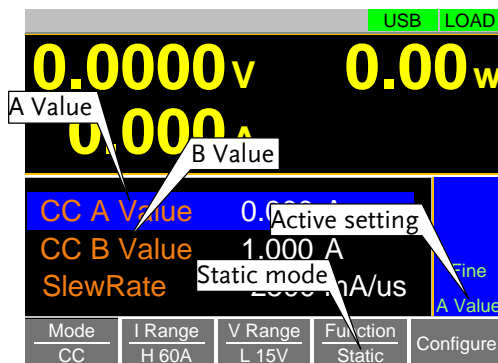 USB LOAD
0.0000 V 0.00 W
A Value
0.000 A
B Value
CC A Value 0.000 A
Active setting
CC B Value 1.000 A
Static mode
SlewRate mA/us
Fine
A Value
Mode I Range V Range Function Configure
CC H 60A L 15V Static